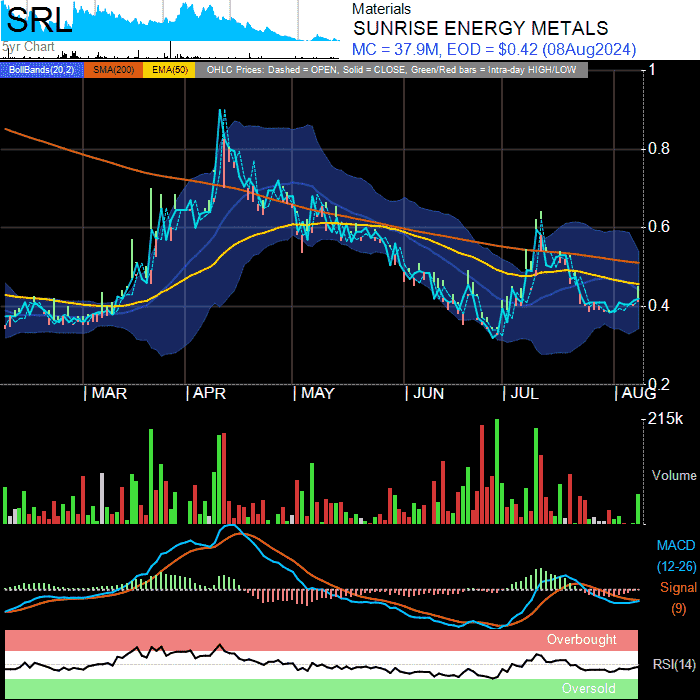 SRL
5yr Chart
Materials
SUNRISE ENERGY METALS
MC = 37.9M, EOD = $0.42 (08Aug2024)
BollBands(20,2) SMA(200) EMA(50) OHLC Prices: Dashed = OPEN, Solid = CLOSE, Green/Red bars = Intra-day HIGH/LOW
1
0.8
0.6
0.4
0.2
MAR APR MAY JUN JUL AUG
215k
Volume
MACD
(12-26)
Signal
(9)
Overbought
RSI(14)
Oversold